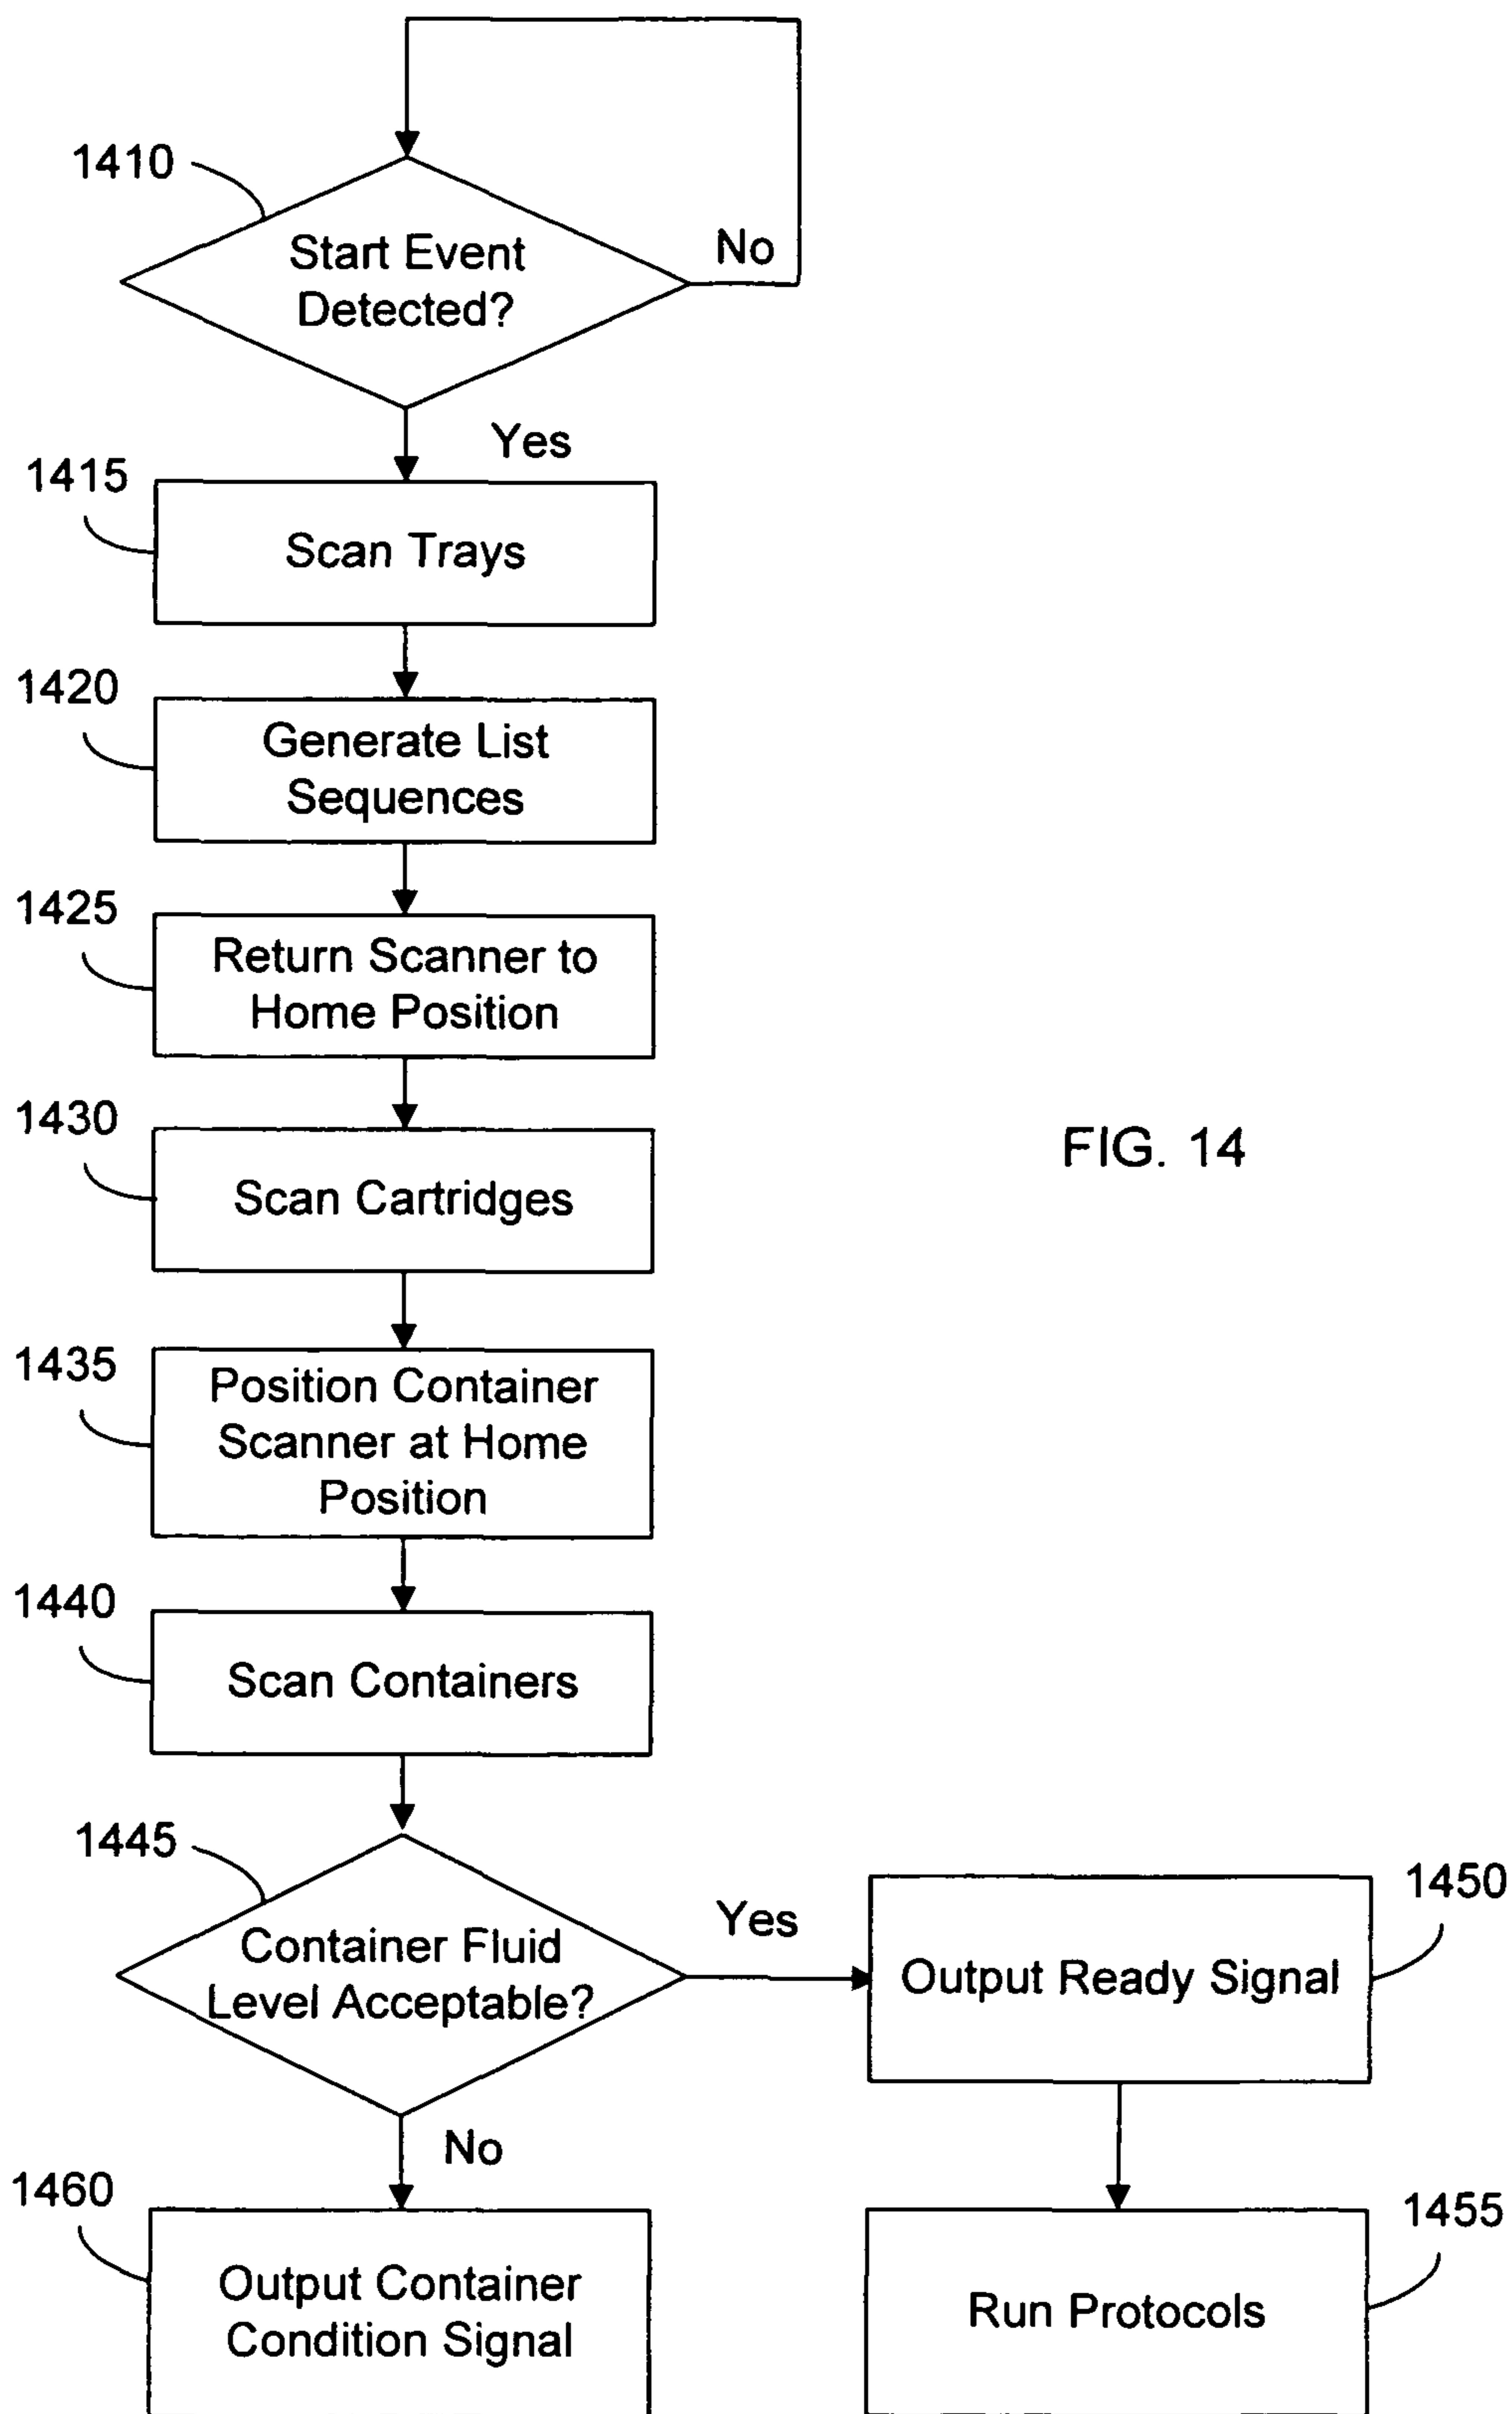 1410
Start Event
Detected?
No
Yes
1415
Scan Trays
1420
Generate List
Sequences
1425
Return Scanner to
Home Position
1430
Scan Cartridges
FIG. 14
1435
Position Container
Scanner at Home
Position
1440
Scan Containers
1445
Container Fluid
Level Acceptable?
Yes
1450
Output Ready Signal
No
1460
Output Container
Condition Signal
1455
Run Protocols